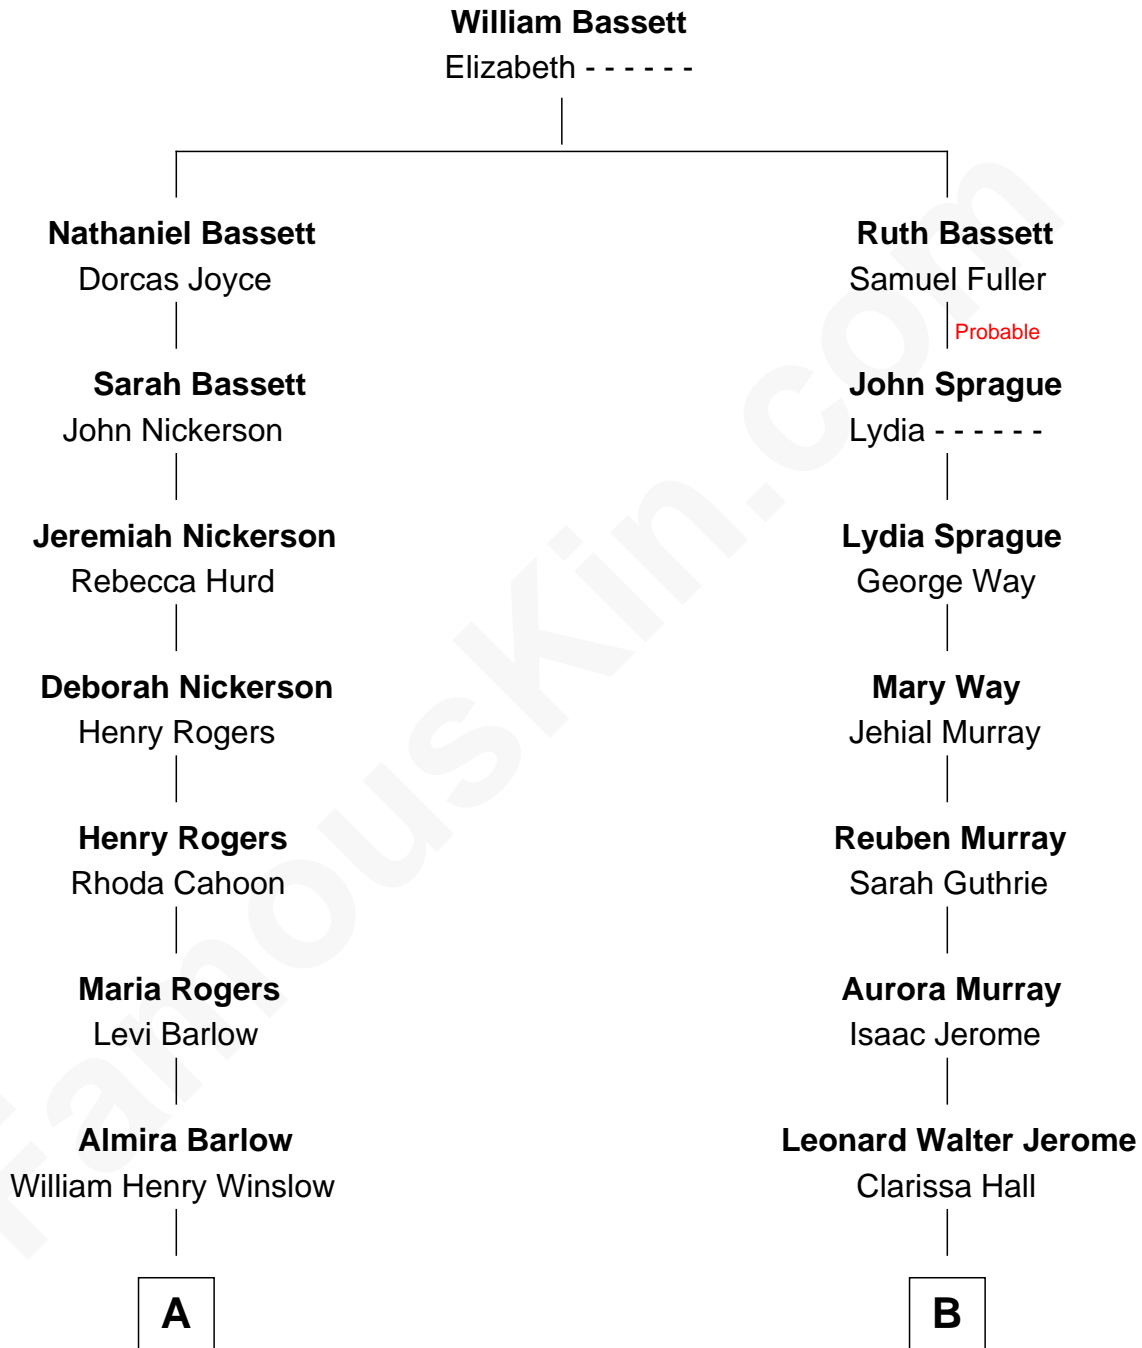 William Bassett
Elizabeth - - - - - -
Nathaniel Bassett
Dorcas Joyce
Ruth Bassett
Samuel Fuller
Probable
Sarah Bassett
John Nickerson
John Sprague
Lydia - - - - - -
Jeremiah Nickerson
Rebecca Hurd
Lydia Sprague
George Way
Deborah Nickerson
Henry Rogers
Mary Way
Jehial Murray
Henry Rogers
Rhoda Cahoon
Reuben Murray
Sarah Guthrie
Maria Rogers
Levi Barlow
Aurora Murray
Isaac Jerome
Almira Barlow
William Henry Winslow
Leonard Walter Jerome
Clarissa Hall
A
B
FamousKin.com